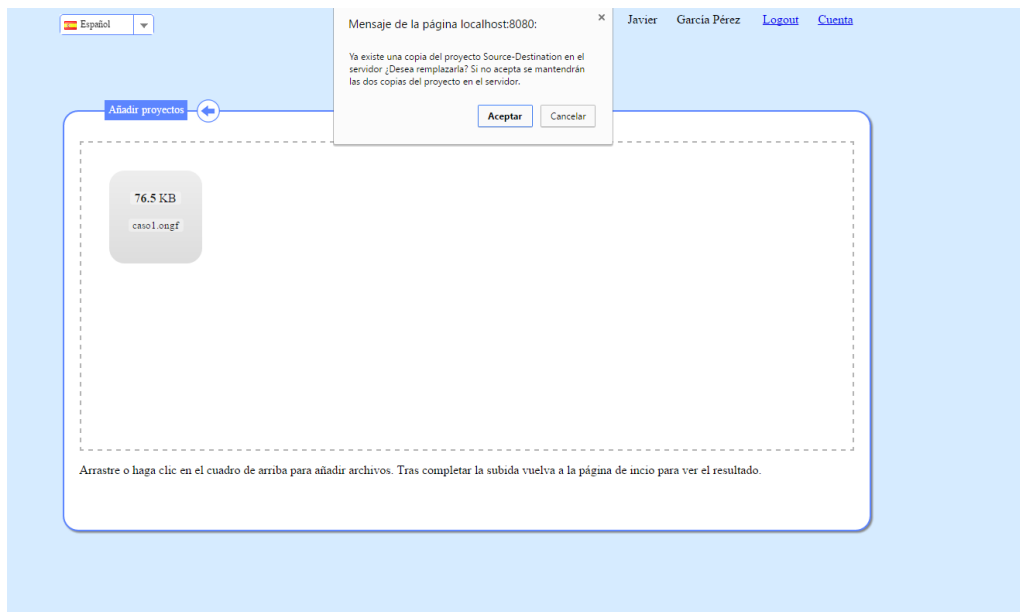 Español
Mensaje de la página localhost:8080:
×
Javier García Pérez Logout Cuenta
Ya existe una copia del proyecto Source-Destination en el
servidor ¿Desea remplazarla? Si no acepta se mantendrán
las dos copias del proyecto en el servidor.
Aceptar Cancelar
Añadir proyectos
76.5 KB
caso1.ongf
Arrastre o haga clic en el cuadro de arriba para añadir archivos. Tras completar la subida vuelva a la página de incio para ver el resultado.